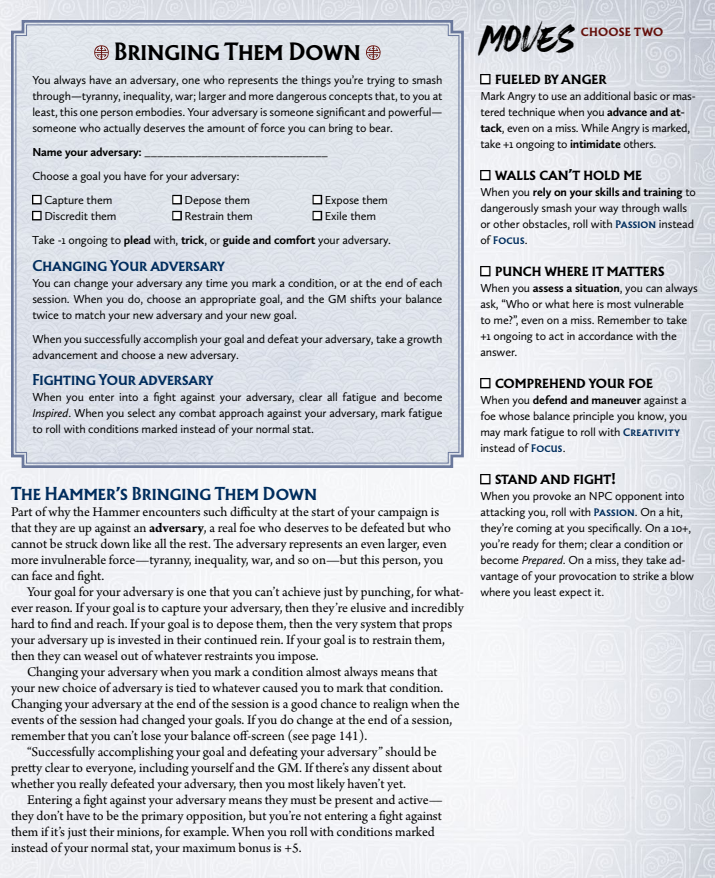 BRINGING THEM DOWN
You always have an adversary, one who represents the things you're trying to smash
through—tyranny, inequality, war; larger and more dangerous concepts that, to you at
least, this one person embodies. Your adversary is someone significant and powerful—
someone who actually deserves the amount of force you can bring to bear.
Name your adversary: ______________________________
Choose a goal you have for your adversary:
☐ Capture them ☐ Depose them ☐ Expose them
☐ Discredit them ☐ Restrain them ☐ Exile them
Take -1 ongoing to plead with, trick, or guide and comfort your adversary.
CHANGING YOUR ADVERSARY
You can change your adversary any time you mark a condition, or at the end of each
session. When you do, choose an appropriate goal, and the GM shifts your balance
twice to match your new adversary and your new goal.
When you successfully accomplish your goal and defeat your adversary, take a growth
advancement and choose a new adversary.
FIGHTING YOUR ADVERSARY
When you enter into a fight against your adversary, clear all fatigue and become
Inspired. When you select any combat approach against your adversary, mark fatigue
to roll with conditions marked instead of your normal stat.
THE HAMMER'S BRINGING THEM DOWN
Part of why the Hammer encounters such difficulty at the start of your campaign is
that they are up against an adversary, a real foe who deserves to be defeated but who
cannot be struck down like all the rest. The adversary represents an even larger, even
more invulnerable force—tyranny, inequality, war, and so on—but this person, you
can face and fight.
Your goal for your adversary is one that you can't achieve just by punching, for what-
ever reason. If your goal is to capture your adversary, then they're elusive and incredibly
hard to find and reach. If your goal is to depose them, then the very system that props
your adversary up is invested in their continued rein. If your goal is to restrain them,
then they can weasel out of whatever restraints you impose.
Changing your adversary when you mark a condition almost always means that
your new choice of adversary is tied to whatever caused you to mark that condition.
Changing your adversary at the end of the session is a good chance to realign when the
events of the session had changed your goals. If you do change at the end of a session,
remember that you can't lose your balance off-screen (see page 141).
"Successfully accomplishing your goal and defeating your adversary" should be
pretty clear to everyone, including yourself and the GM. If there's any dissent about
whether you really defeated your adversary, then you most likely haven't yet.
Entering a fight against your adversary means they must be present and active—
they don't have to be the primary opposition, but you're not entering a fight against
them if it's just their minions, for example. When you roll with conditions marked
instead of your normal stat, your maximum bonus is +5.
MOVES CHOOSE TWO
☐ FUELED BY ANGER
Mark Angry to use an additional basic or mas-
tered technique when you advance and at-
tack, even on a miss. While Angry is marked,
take +1 ongoing to intimidate others.
☐ WALLS CAN'T HOLD ME
When you rely on your skills and training to
dangerously smash your way through walls
or other obstacles, roll with PASSION instead
of FOCUS.
☐ PUNCH WHERE IT MATTERS
When you assess a situation, you can always
ask, "Who or what here is most vulnerable
to me?", even on a miss. Remember to take
+1 ongoing to act in accordance with the
answer.
☐ COMPREHEND YOUR FOE
When you defend and maneuver against a
foe whose balance principle you know, you
may mark fatigue to roll with CREATIVITY
instead of FOCUS.
☐ STAND AND FIGHT!
When you provoke an NPC opponent into
attacking you, roll with PASSION. On a hit,
they're coming at you specifically. On a 10+,
you're ready for them; clear a condition or
become Prepared. On a miss, they take ad-
vantage of your provocation to strike a blow
where you least expect it.